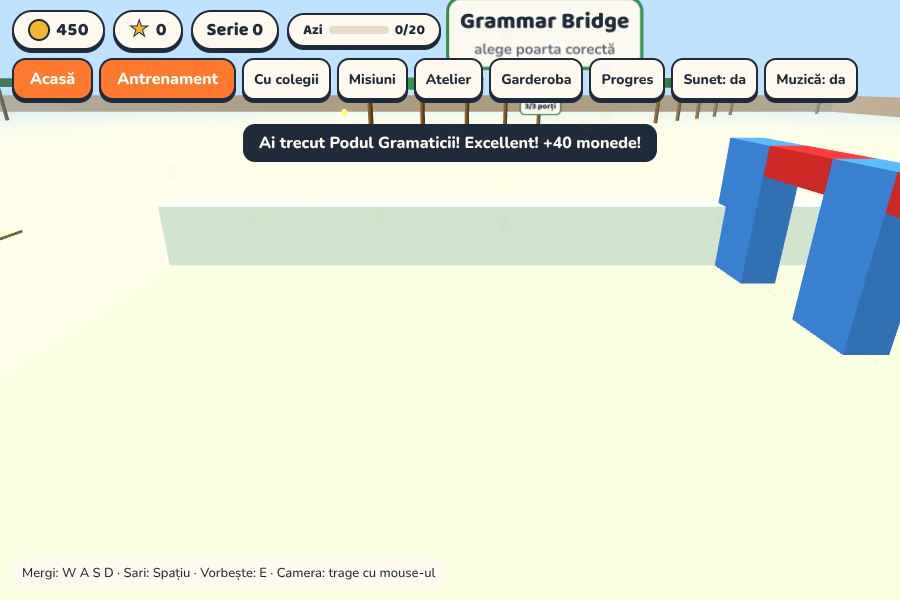 450
0
Serie 0
Azi
0/20
Grammar Bridge
alege poarta corectă
Acasă
Antrenament
Cu colegii
Misiuni
Atelier
Garderoba
Progres
Sunet: da
Muzică: da
3/3 porți
Ai trecut Podul Gramaticii! Excellent! +40 monede!
Mergi: W A S D · Sari: Spațiu · Vorbește: E · Camera: trage cu mouse-ul